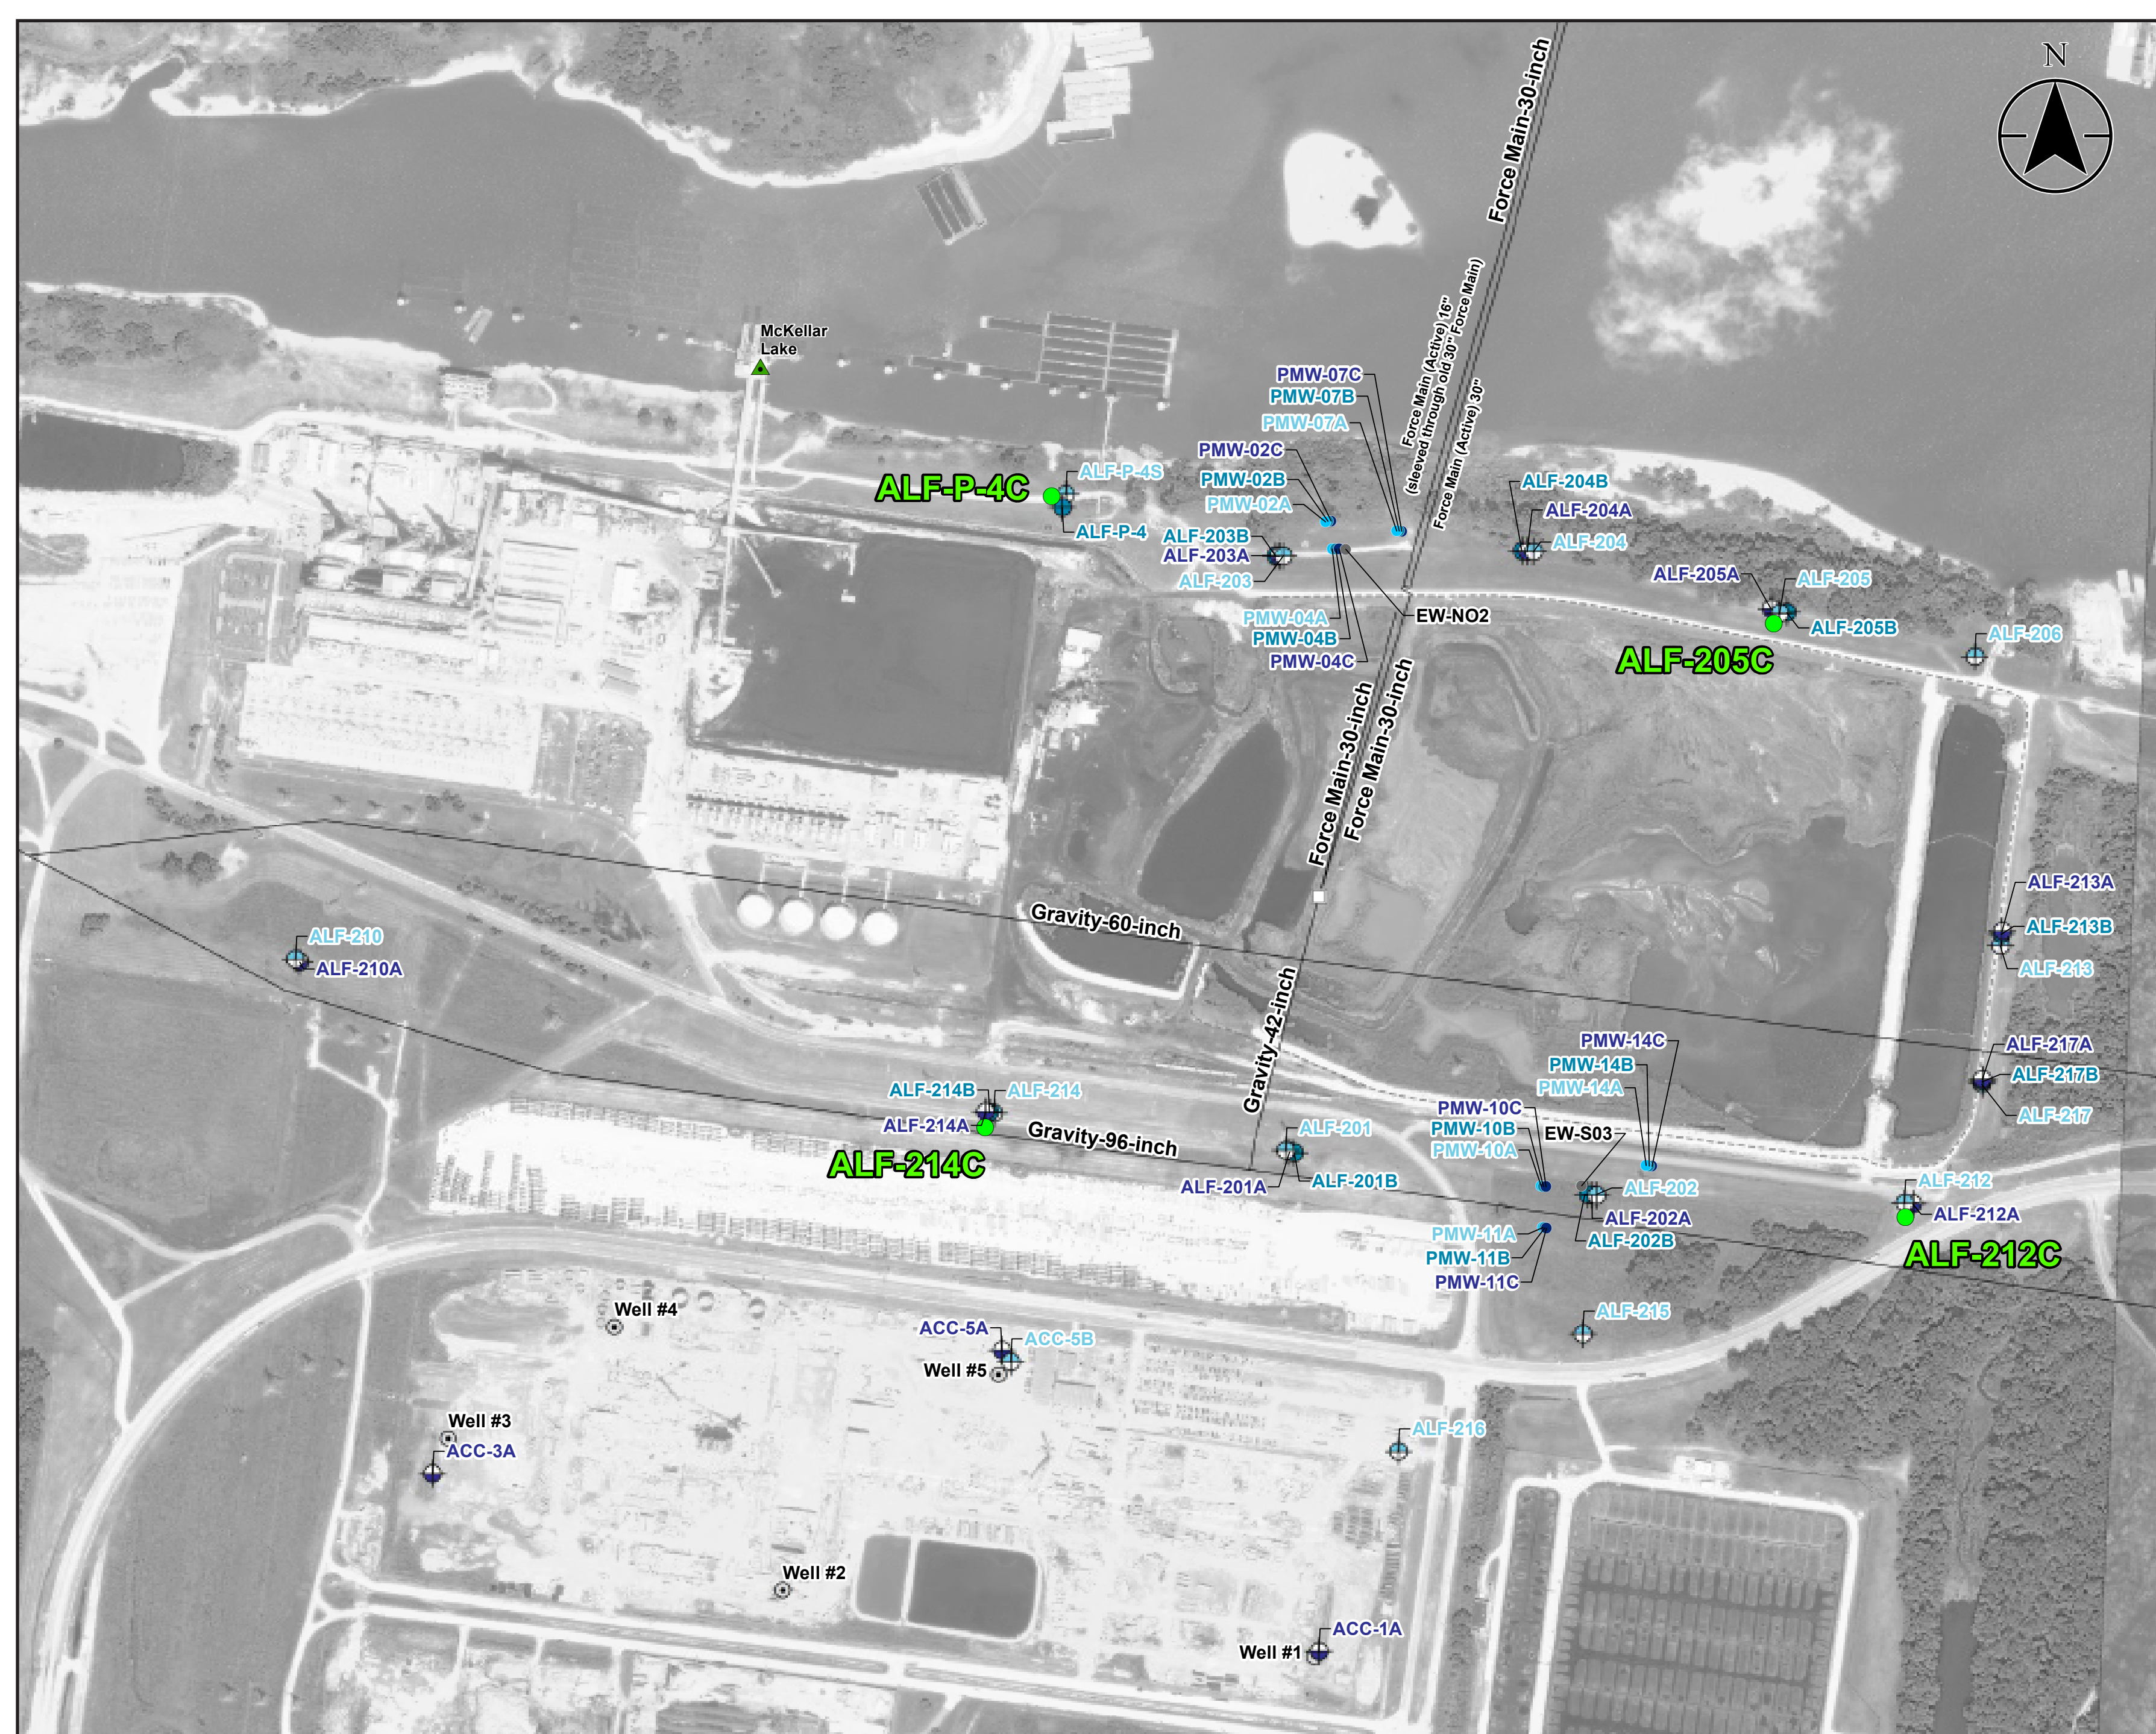 N
Force Main-30-inch
Force Main (Active) 16"
(sleeved through old 30" Force Main)
Force Main (Active) 30"
McKellar
Lake
PMW-07C
PMW-07B
PMW-07A
PMW-02C
PMW-02B
PMW-02A
ALF-P-4S
ALF-P-4C
ALF-P-4
ALF-203B
ALF-203A
ALF-203
ALF-204B
ALF-204A
ALF-204
PMW-04A
PMW-04B
PMW-04C
EW-NO2
ALF-205A
ALF-205
ALF-205B
ALF-205C
ALF-206
Force Main-30-inch
Force Main-30-inch
Gravity-60-inch
Gravity-42-inch
ALF-210
ALF-210A
ALF-213A
ALF-213B
ALF-213
ALF-217A
ALF-217B
ALF-217
PMW-14C
PMW-14B
PMW-14A
PMW-10C
PMW-10B
PMW-10A
EW-S03
ALF-214B
ALF-214
ALF-214A
ALF-214C
Gravity-96-inch
ALF-201
ALF-201A
ALF-201B
ALF-202
ALF-202A
ALF-202B
PMW-11A
PMW-11B
PMW-11C
ALF-212
ALF-212A
ALF-212C
ALF-215
Well #4
ACC-5A
ACC-5B
Well #5
Well #3
ACC-3A
ALF-216
Well #2
ACC-1A
Well #1